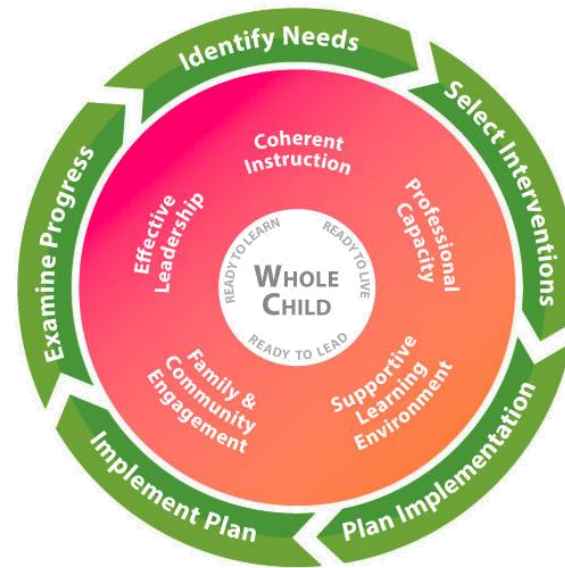 Identify Needs
Select Interventions
Plan Implementation
Implement Plan
Examine Progress
Coherent
Instruction
Professional
Capacity
Supportive
Learning
Environment
Family &
Community
Engagement
Effective
Leadership
READY TO LEARN
READY TO LIVE
READY TO LEAD
WHOLE
CHILD